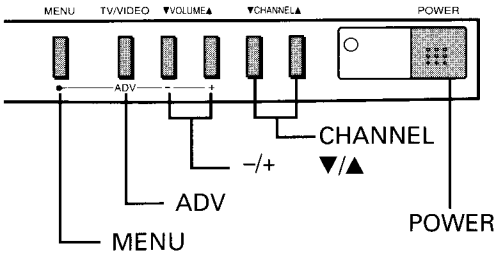 MENU TV/VIDEO ▼VOLUME▲ ▼CHANNEL▲ POWER
ADV - +
CHANNEL
-/+ ▼/▲
ADV
POWER
MENU